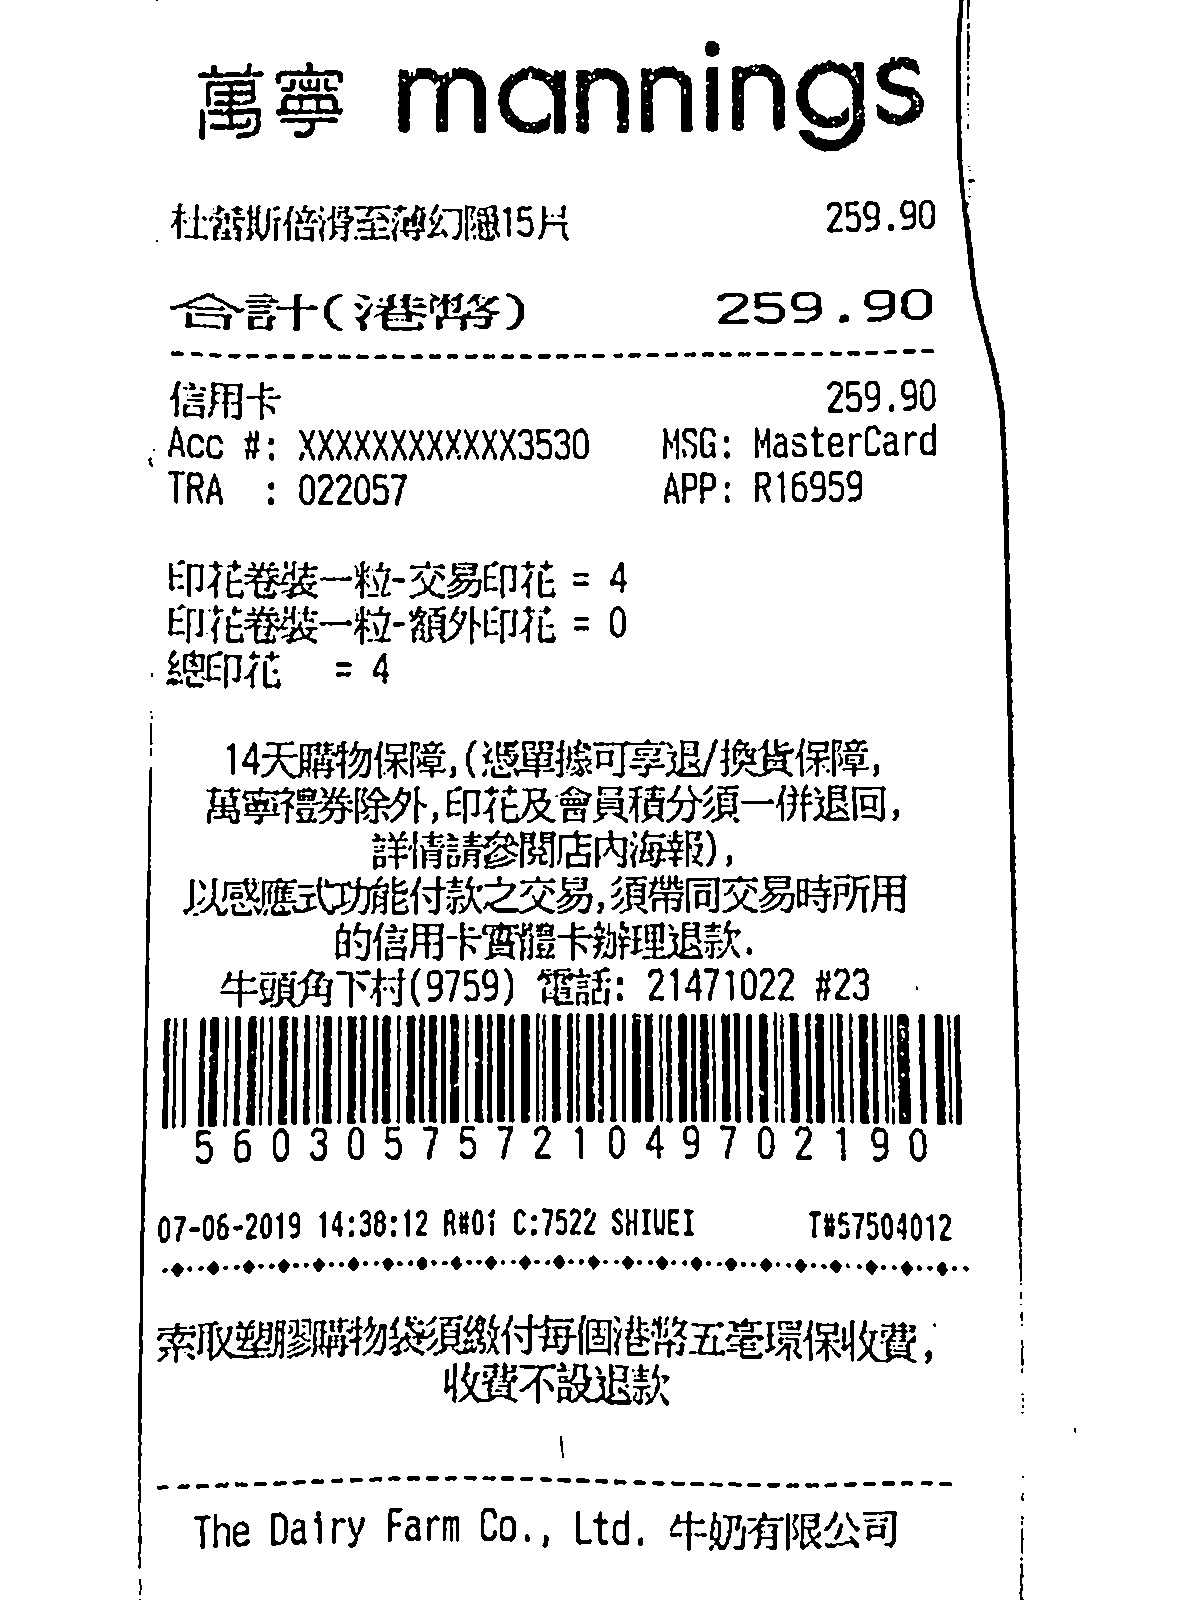 萬寧 mannings
杜蕾斯倍滑至薄幻隱15片 259.90
合計(港幣) 259.90
信用卡 259.90
Acc #: XXXXXXXXXXXX3530 MSG: MasterCard
TRA : 022057 APP: R16959
印花卷裝一粒-交易印花 = 4
印花卷裝一粒-額外印花 = 0
總印花 = 4
14天購物保障,(憑單據可享退/換貨保障,
萬寧禮券除外,印花及會員積分須一併退回,
詳情請參閱店內海報),
以感應式功能付款之交易,須帶同交易時所用
的信用卡實體卡辦理退款.
牛頭角下村(9759) 電話: 21471022 #23
56030575721049702190
07-06-2019 14:38:12 R#01 C:7522 SHIWEI T#57504012
索取塑膠購物袋須繳付每個港幣五毫環保收費,
收費不設退款
The Dairy Farm Co., Ltd. 牛奶有限公司